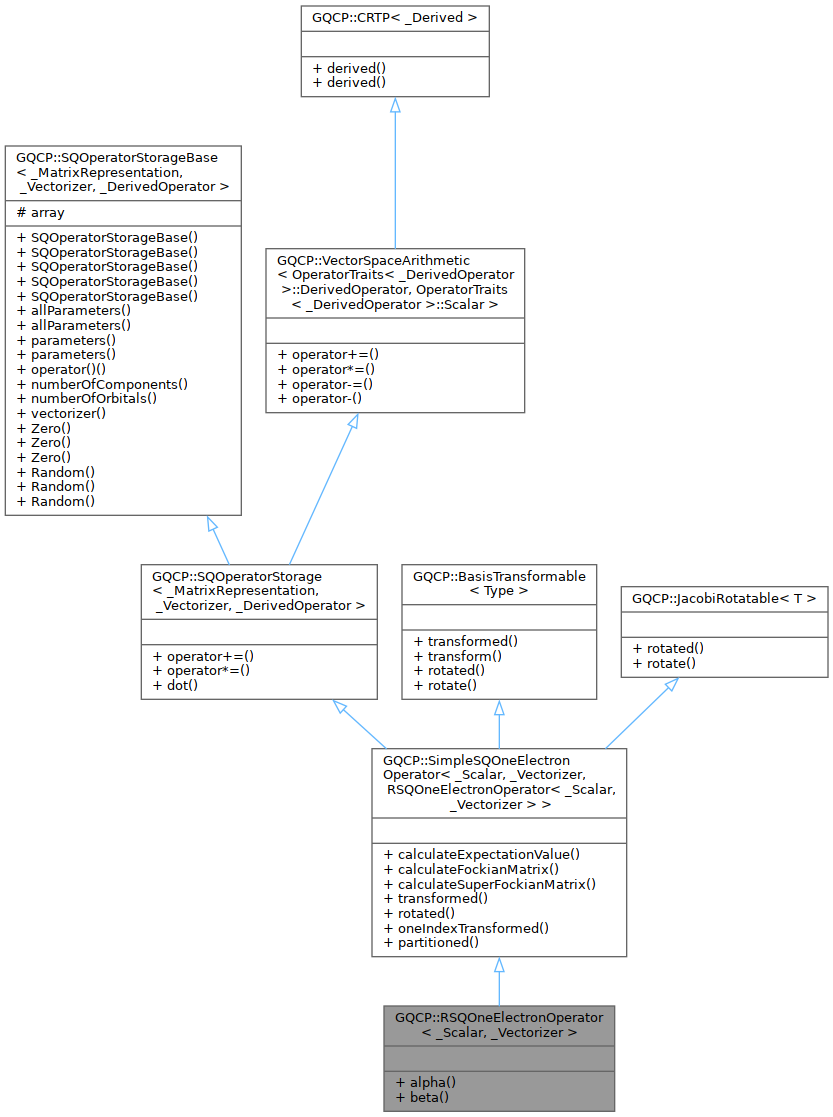 GQCP::CRTP< _Derived >
+ derived()
+ derived()
GQCP::SQOperatorStorageBase
< _MatrixRepresentation,
_Vectorizer, _DerivedOperator >
# array
+ SQOperatorStorageBase()
+ SQOperatorStorageBase()
+ SQOperatorStorageBase()
+ SQOperatorStorageBase()
+ SQOperatorStorageBase()
+ allParameters()
+ allParameters()
+ parameters()
+ parameters()
+ operator()()
+ numberOfComponents()
+ numberOfOrbitals()
+ vectorizer()
+ Zero()
+ Zero()
+ Zero()
+ Random()
+ Random()
+ Random()
GQCP::VectorSpaceArithmetic
< OperatorTraits< _DerivedOperator
>::DerivedOperator, OperatorTraits
< _DerivedOperator >::Scalar >
+ operator+=()
+ operator*=()
+ operator-=()
+ operator-()
GQCP::SQOperatorStorage
< _MatrixRepresentation,
_Vectorizer, _DerivedOperator >
+ operator+=()
+ operator*=()
+ dot()
GQCP::BasisTransformable
< Type >
+ transformed()
+ transform()
+ rotated()
+ rotate()
GQCP::JacobiRotatable< T >
+ rotated()
+ rotate()
GQCP::SimpleSQOneElectron
Operator< _Scalar, _Vectorizer,
RSQOneElectronOperator< _Scalar,
_Vectorizer > >
+ calculateExpectationValue()
+ calculateFockianMatrix()
+ calculateSuperFockianMatrix()
+ transformed()
+ rotated()
+ oneIndexTransformed()
+ partitioned()
GQCP::RSQOneElectronOperator
< _Scalar, _Vectorizer >
+ alpha()
+ beta()